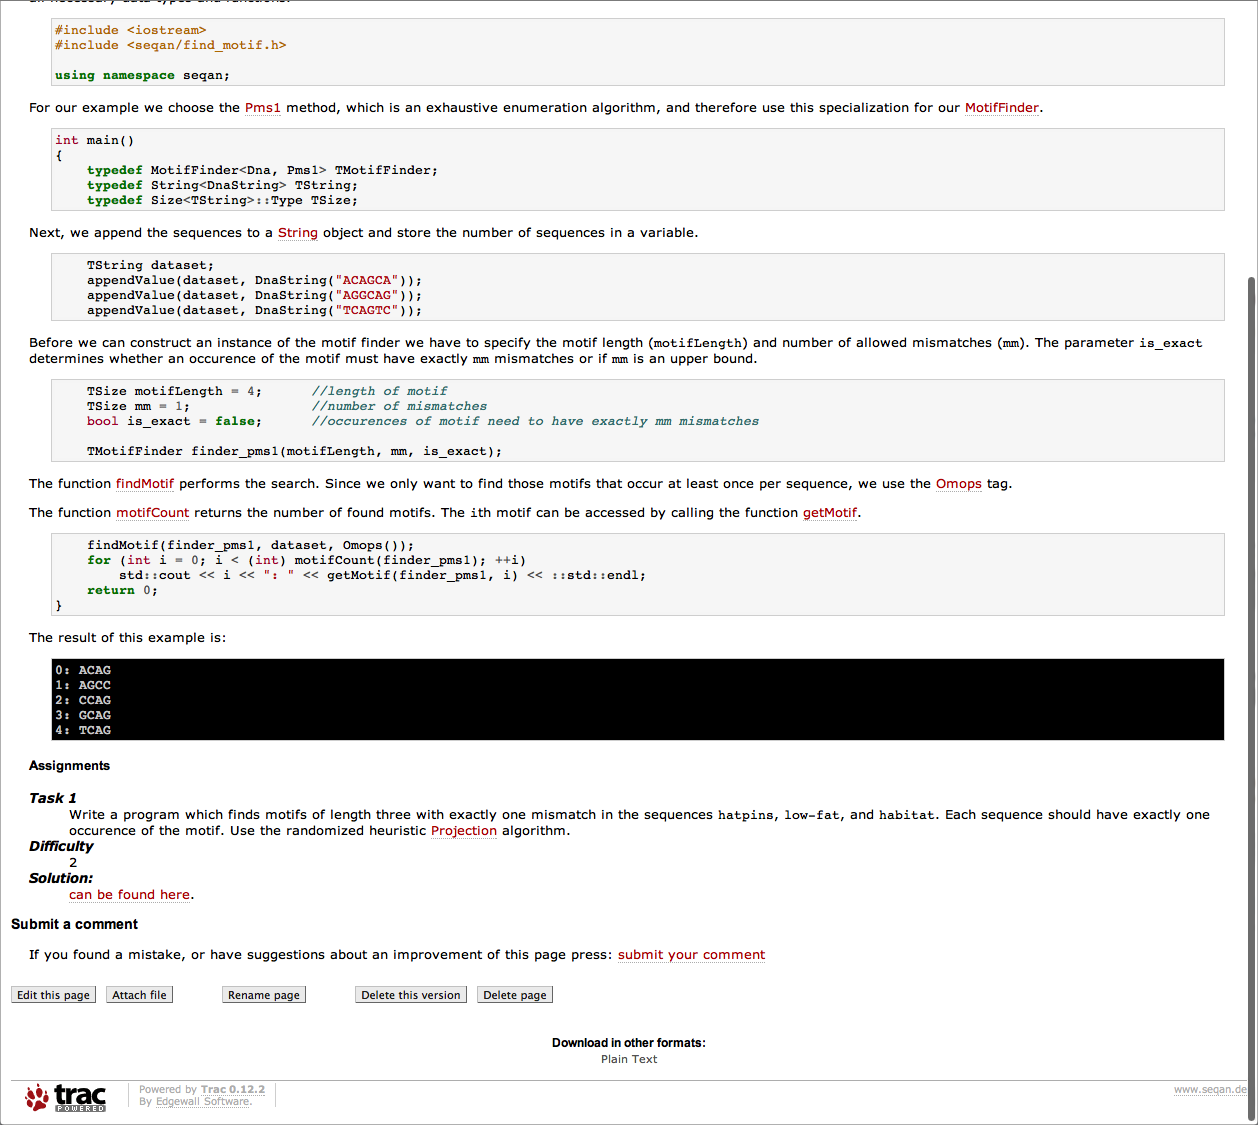 #include <iostream>
#include <seqan/find_motif.h>
using namespace seqan;
For our example we choose the Pms1 method, which is an exhaustive enumeration algorithm, and therefore use this specialization for our MotifFinder.
int main()
{
    typedef MotifFinder<Dna, Pms1> TMotifFinder;
    typedef String<DnaString> TString;
    typedef Size<TString>::Type TSize;
Next, we append the sequences to a String object and store the number of sequences in a variable.
    TString dataset;
    appendValue(dataset, DnaString("ACAGCA"));
    appendValue(dataset, DnaString("AGGCAG"));
    appendValue(dataset, DnaString("TCAGTC"));
Before we can construct an instance of the motif finder we have to specify the motif length (motifLength) and number of allowed mismatches (mm). The parameter is_exact
determines whether an occurence of the motif must have exactly mm mismatches or if mm is an upper bound.
    TSize motifLength = 4;      //length of motif
    TSize mm = 1;               //number of mismatches
    bool is_exact = false;      //occurences of motif need to have exactly mm mismatches
    TMotifFinder finder_pms1(motifLength, mm, is_exact);
The function findMotif performs the search. Since we only want to find those motifs that occur at least once per sequence, we use the Omops tag.
The function motifCount returns the number of found motifs. The ith motif can be accessed by calling the function getMotif.
    findMotif(finder_pms1, dataset, Omops());
    for (int i = 0; i < (int) motifCount(finder_pms1); ++i)
        std::cout << i << ": " << getMotif(finder_pms1, i) << ::std::endl;
    return 0;
}
The result of this example is:
0: ACAG
1: AGCC
2: CCAG
3: GCAG
4: TCAG
Assignments
Task 1
Write a program which finds motifs of length three with exactly one mismatch in the sequences hatpins, low-fat, and habitat. Each sequence should have exactly one
occurence of the motif. Use the randomized heuristic Projection algorithm.
Difficulty
2
Solution:
can be found here.
Submit a comment
If you found a mistake, or have suggestions about an improvement of this page press: submit your comment
Edit this page Attach file Rename page Delete this version Delete page
Download in other formats:
Plain Text
trac
POWERED
Powered by Trac 0.12.2
By Edgewall Software.
www.seqan.de